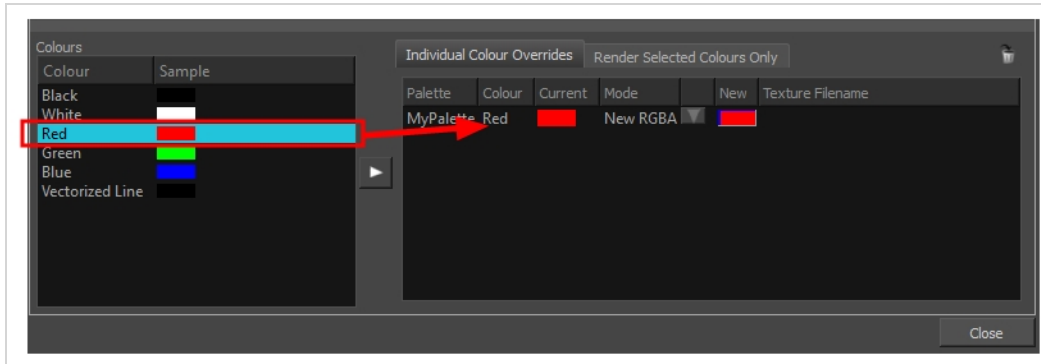 Colours
Colour Sample
Black
White
Red
Green
Blue
Vectorized Line
Individual Colour Overrides Render Selected Colours Only
Palette Colour Current Mode New Texture Filename
MyPalette Red New RGBA
Close